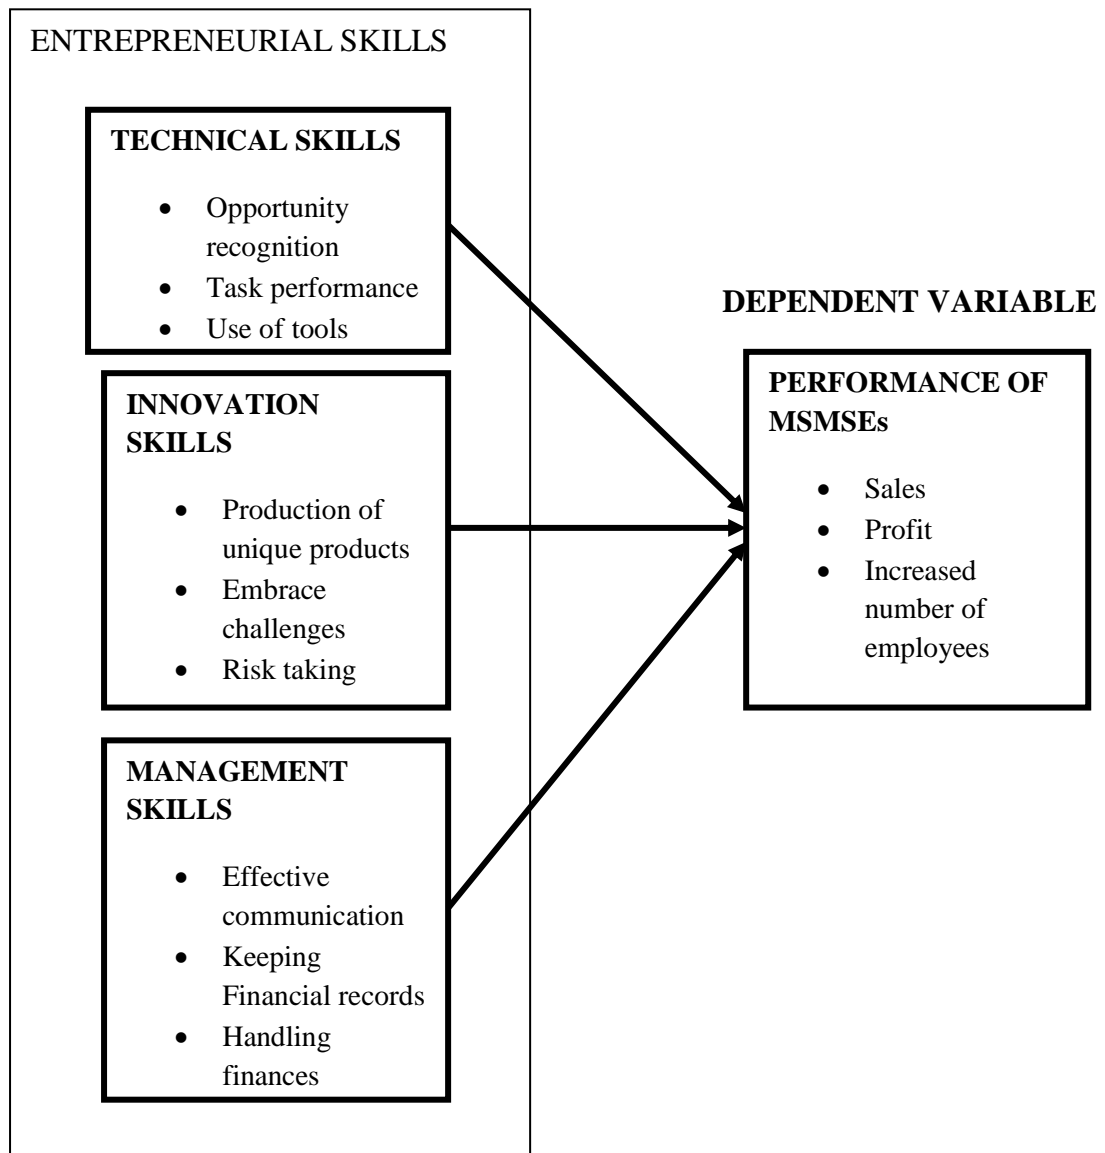 ENTREPRENEURIAL SKILLS
TECHNICAL SKILLS
• Opportunity
recognition
• Task performance
• Use of tools
INNOVATION
SKILLS
• Production of
unique products
• Embrace
challenges
• Risk taking
MANAGEMENT
SKILLS
• Effective
communication
• Keeping
Financial records
• Handling
finances
DEPENDENT VARIABLE
PERFORMANCE OF
MSMSEs
• Sales
• Profit
• Increased
number of
employees